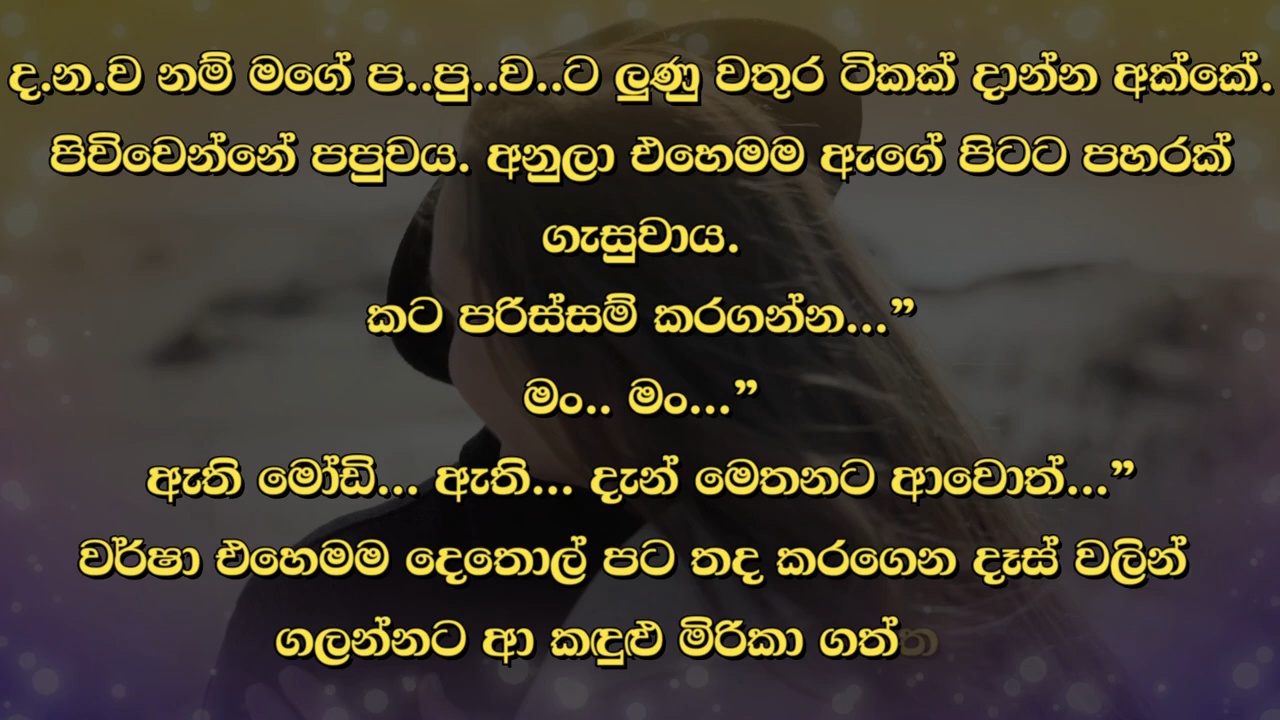 ද.න.ව නම් මගේ ප..පු..ව..ට ලුණු වතුර ටිකක් දාන්න අක්කේ.
පිච්වෙන්නේ පපුවය. අනුලා එහෙමම ඇගේ පිටට පහරක්
ගැසුවාය.
කට පරිස්සම් කරගන්න...”
මං.. මං...”
ඇති මෝඩි... ඇති... දැන් මෙතනට ආවොත්...”
වර්ෂා එහෙමම දෙතොල් පට තද කරගෙන දෑස් වලින්
ගලන්නට ආ කඳුළු මිරිකා ගත්ත